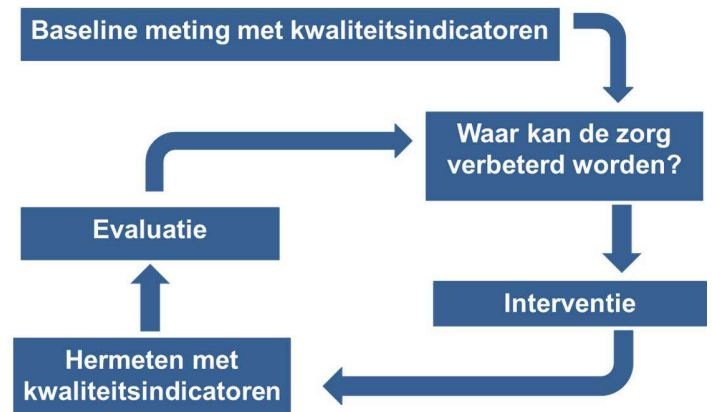 Baseline meting met kwaliteitsindicatoren
Waar kan de zorg
verbeterd worden?
Interventie
Hermeten met
kwaliteitsindicatoren
Evaluatie